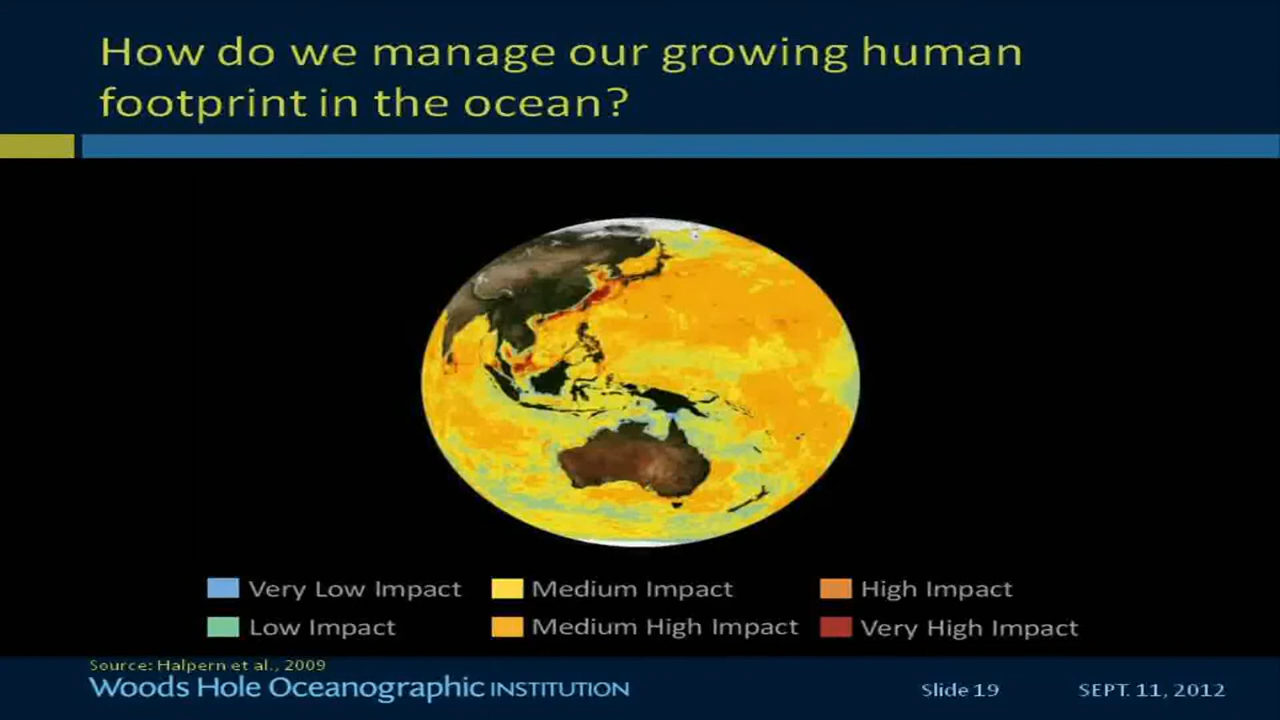 How do we manage our growing human
footprint in the ocean?
Very Low Impact
Medium Impact
High Impact
Low Impact
Medium High Impact
Very High Impact
Source: Halpern et al., 2009
Woods Hole Oceanographic INSTITUTION
Slide 19
SEPT. 11, 2012